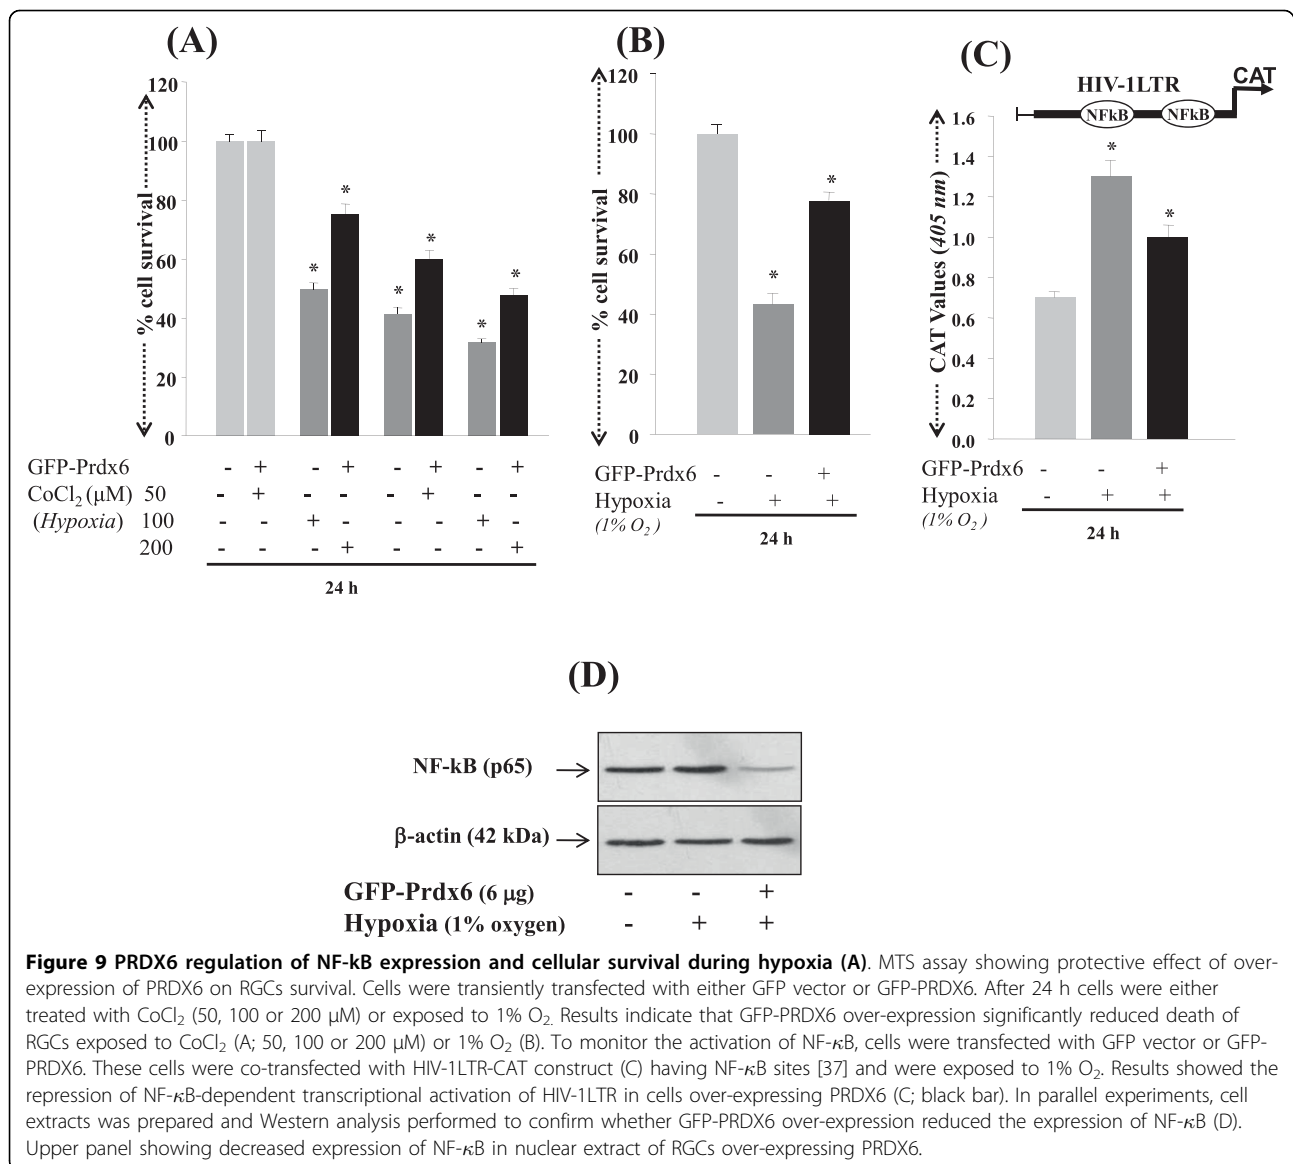 (A)
120
100
80
60
40
20
0
% cell survival
* * * * * *
GFP-Prdx6 - + - + - + - +
CoCl2 (μM) 50 - + - - - + - -
(Hypoxia) 100 - - + - - - + -
200 - - - + - - - +
24 h
(B)
120
100
80
60
40
20
0
% cell survival
* *
GFP-Prdx6 - - +
Hypoxia - + +
(1% O2 )
24 h
(C)
CAT
HIV-1LTR
NFkB NFkB
1.6
1.4
1.2
1.0
0.8
0.6
0.4
0.2
0.0
CAT Values (405 nm)
* *
GFP-Prdx6 - - +
Hypoxia - + +
(1% O2 )
24 h
(D)
NF-kB (p65)
β-actin (42 kDa)
GFP-Prdx6 (6 μg) - - +
Hypoxia (1% oxygen) - + +
Figure 9 PRDX6 regulation of NF-kB expression and cellular survival during hypoxia (A). MTS assay showing protective effect of over-
expression of PRDX6 on RGCs survival. Cells were transiently transfected with either GFP vector or GFP-PRDX6. After 24 h cells were either
treated with CoCl2 (50, 100 or 200 μM) or exposed to 1% O2. Results indicate that GFP-PRDX6 over-expression significantly reduced death of
RGCs exposed to CoCl2 (A; 50, 100 or 200 μM) or 1% O2 (B). To monitor the activation of NF-κB, cells were transfected with GFP vector or GFP-
PRDX6. These cells were co-transfected with HIV-1LTR-CAT construct (C) having NF-κB sites [37] and were exposed to 1% O2. Results showed the
repression of NF-κB-dependent transcriptional activation of HIV-1LTR in cells over-expressing PRDX6 (C; black bar). In parallel experiments, cell
extracts was prepared and Western analysis performed to confirm whether GFP-PRDX6 over-expression reduced the expression of NF-κB (D).
Upper panel showing decreased expression of NF-κB in nuclear extract of RGCs over-expressing PRDX6.